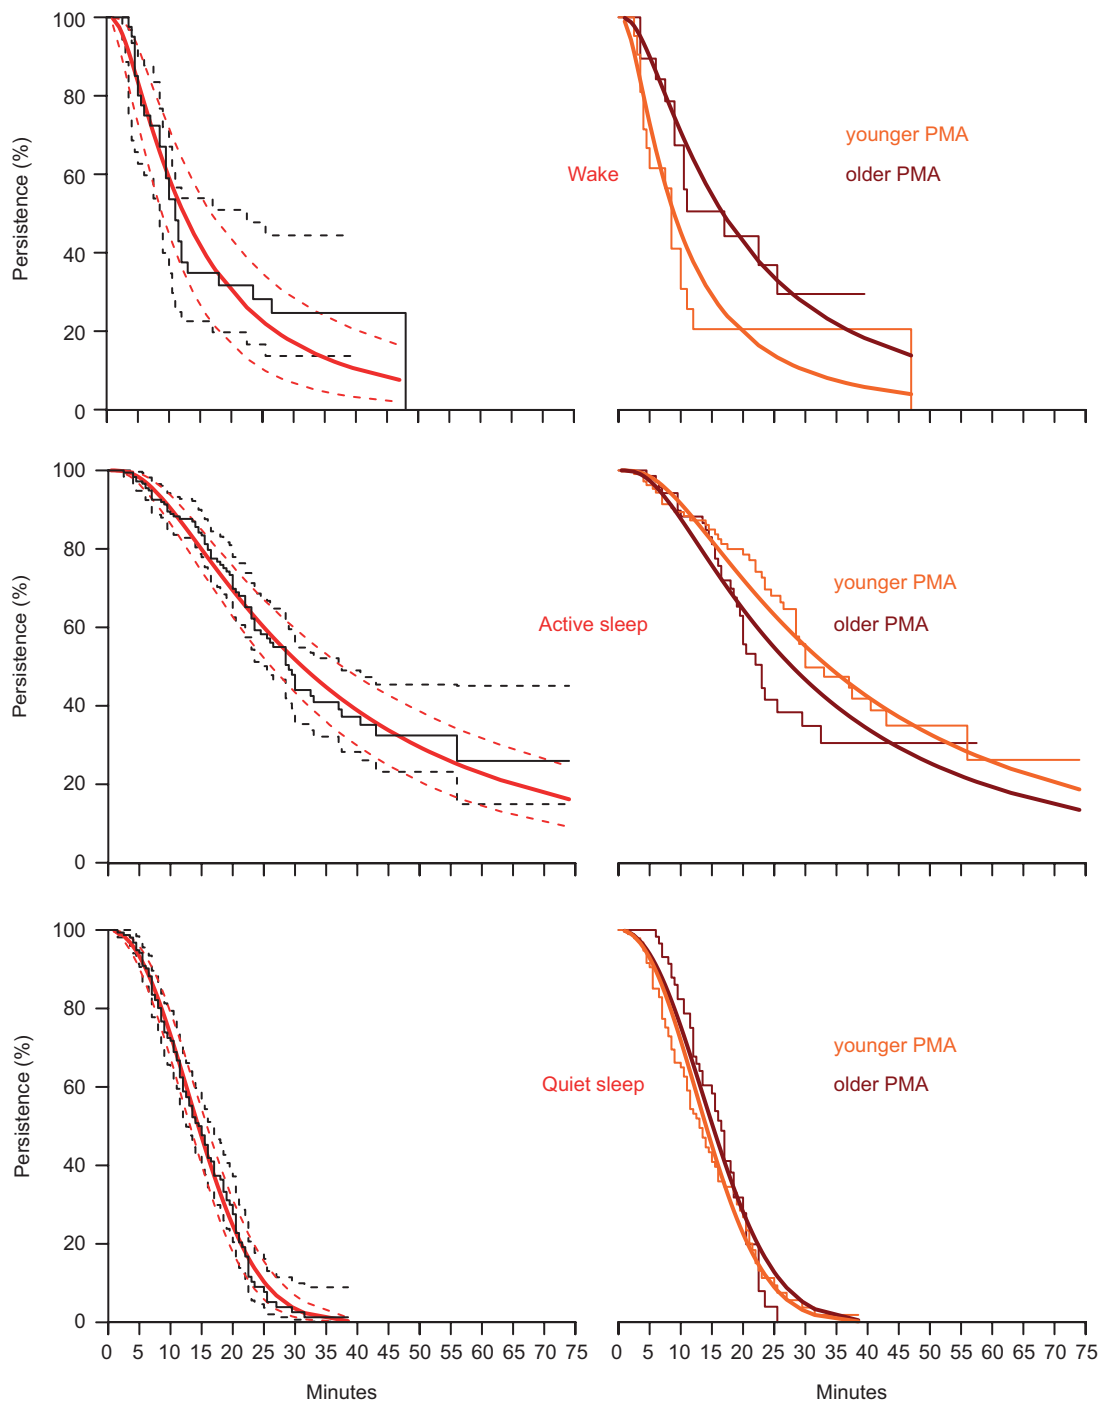 100
80
60
40
20
0
Persistence (%)
Wake
younger PMA
older PMA
100
80
60
40
20
0
Persistence (%)
Active sleep
younger PMA
older PMA
100
80
60
40
20
0
Persistence (%)
Quiet sleep
younger PMA
older PMA
0 5 10 15 20 25 30 35 40 45 50 55 60 65 70 75
0 5 10 15 20 25 30 35 40 45 50 55 60 65 70 75
Minutes
Minutes